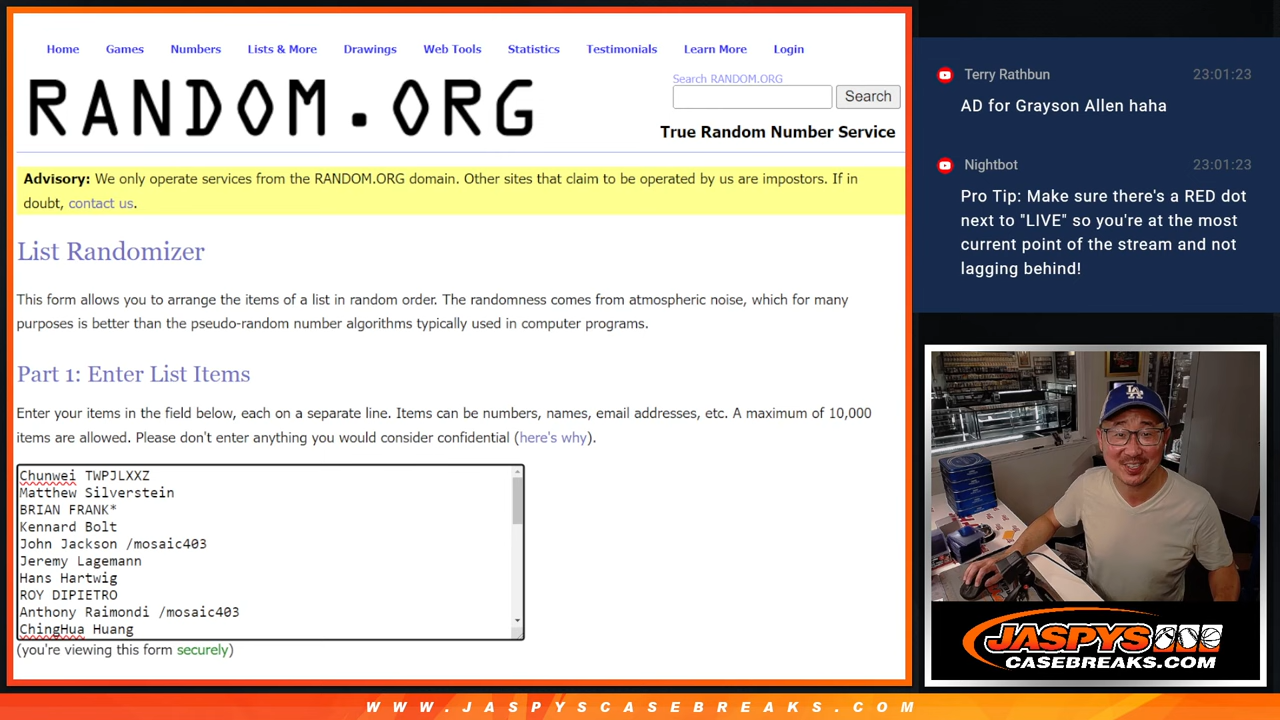 Home Games Numbers Lists & More Drawings Web Tools Statistics Testimonials Learn More Login
RANDOM.ORG
Search RANDOM.ORG
Search
True Random Number Service
Advisory: We only operate services from the RANDOM.ORG domain. Other sites that claim to be operated by us are impostors. If in
doubt, contact us.
List Randomizer
This form allows you to arrange the items of a list in random order. The randomness comes from atmospheric noise, which for many
purposes is better than the pseudo-random number algorithms typically used in computer programs.
Part 1: Enter List Items
Enter your items in the field below, each on a separate line. Items can be numbers, names, email addresses, etc. A maximum of 10,000
items are allowed. Please don't enter anything you would consider confidential (here's why).
Chunwei TWPJLXXZ
Matthew Silverstein
BRIAN FRANK*
Kennard Bolt
John Jackson /mosaic403
Jeremy Lagemann
Hans Hartwig
ROY DIPIETRO
Anthony Raimondi /mosaic403
ChingHua Huang
(you're viewing this form securely)
Terry Rathbun 23:01:23
AD for Grayson Allen haha
Nightbot 23:01:23
Pro Tip: Make sure there's a RED dot
next to "LIVE" so you're at the most
current point of the stream and not
lagging behind!
LA
JASPYS
CASEBREAKS.COM
WWW.JASPYSCASEBREAKS.COM